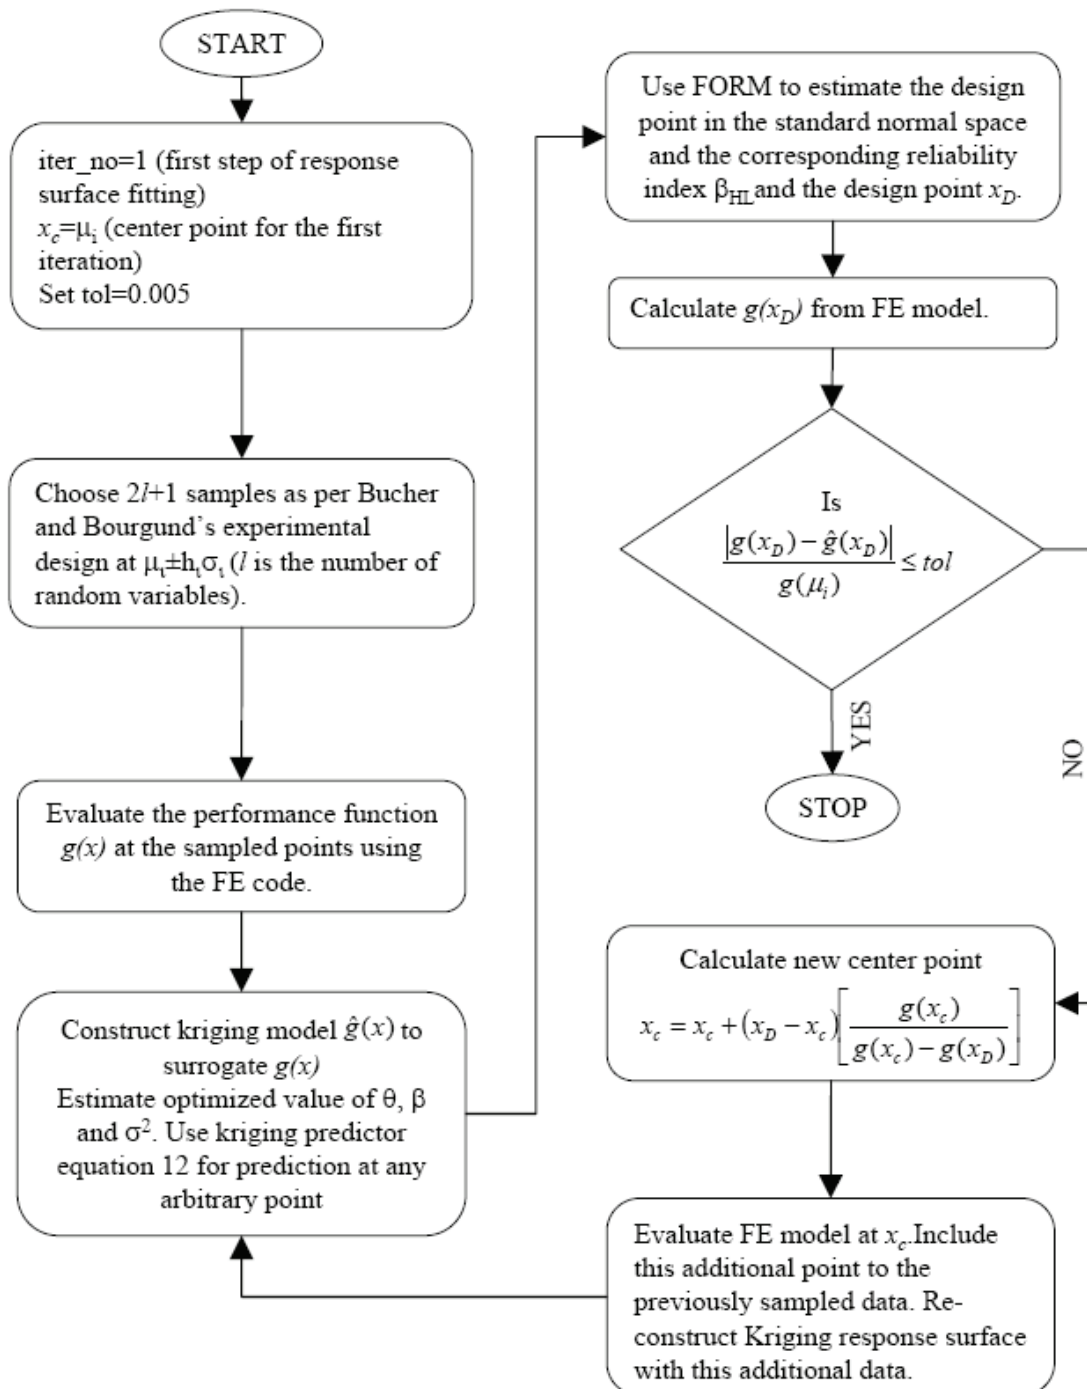 START
iter_no=1 (first step of response
surface fitting)
x_c=μ_i (center point for the first
iteration)
Set tol=0.005
Choose 2l+1 samples as per Bucher
and Bourgund’s experimental
design at μ_i±h_iσ_i (l is the number of
random variables).
Evaluate the performance function
g(x) at the sampled points using
the FE code.
Construct kriging model ĝ(x) to
surrogate g(x)
Estimate optimized value of θ, β
and σ². Use kriging predictor
equation 12 for prediction at any
arbitrary point
Use FORM to estimate the design
point in the standard normal space
and the corresponding reliability
index β_HL and the design point x_D.
Calculate g(x_D) from FE model.
Is
|g(x_D) − ĝ(x_D)| / g(μ_i) ≤ tol
YES
NO
STOP
Calculate new center point
x_c = x_c + (x_D − x_c)[g(x_c) / (g(x_c) − g(x_D))]
Evaluate FE model at x_c.Include
this additional point to the
previously sampled data. Re-
construct Kriging response surface
with this additional data.